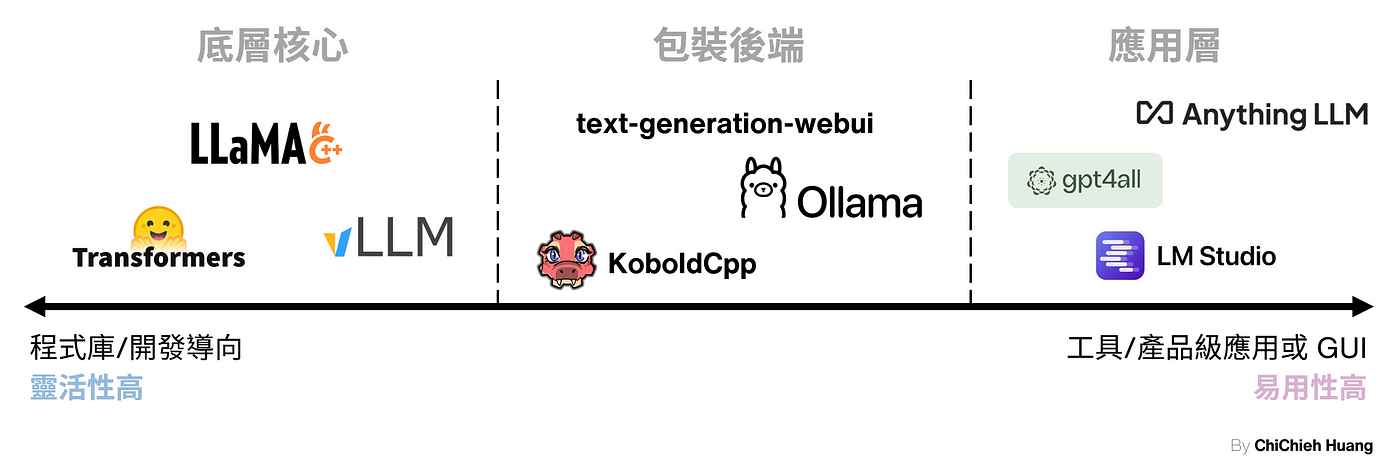 底層核心
包裝後端
應用層
LLaMA C++
Transformers
vLLM
text-generation-webui
Ollama
KoboldCpp
Anything LLM
gpt4all
LM Studio
程式庫/開發導向
靈活性高
工具/產品級應用或 GUI
易用性高
By ChiChieh Huang